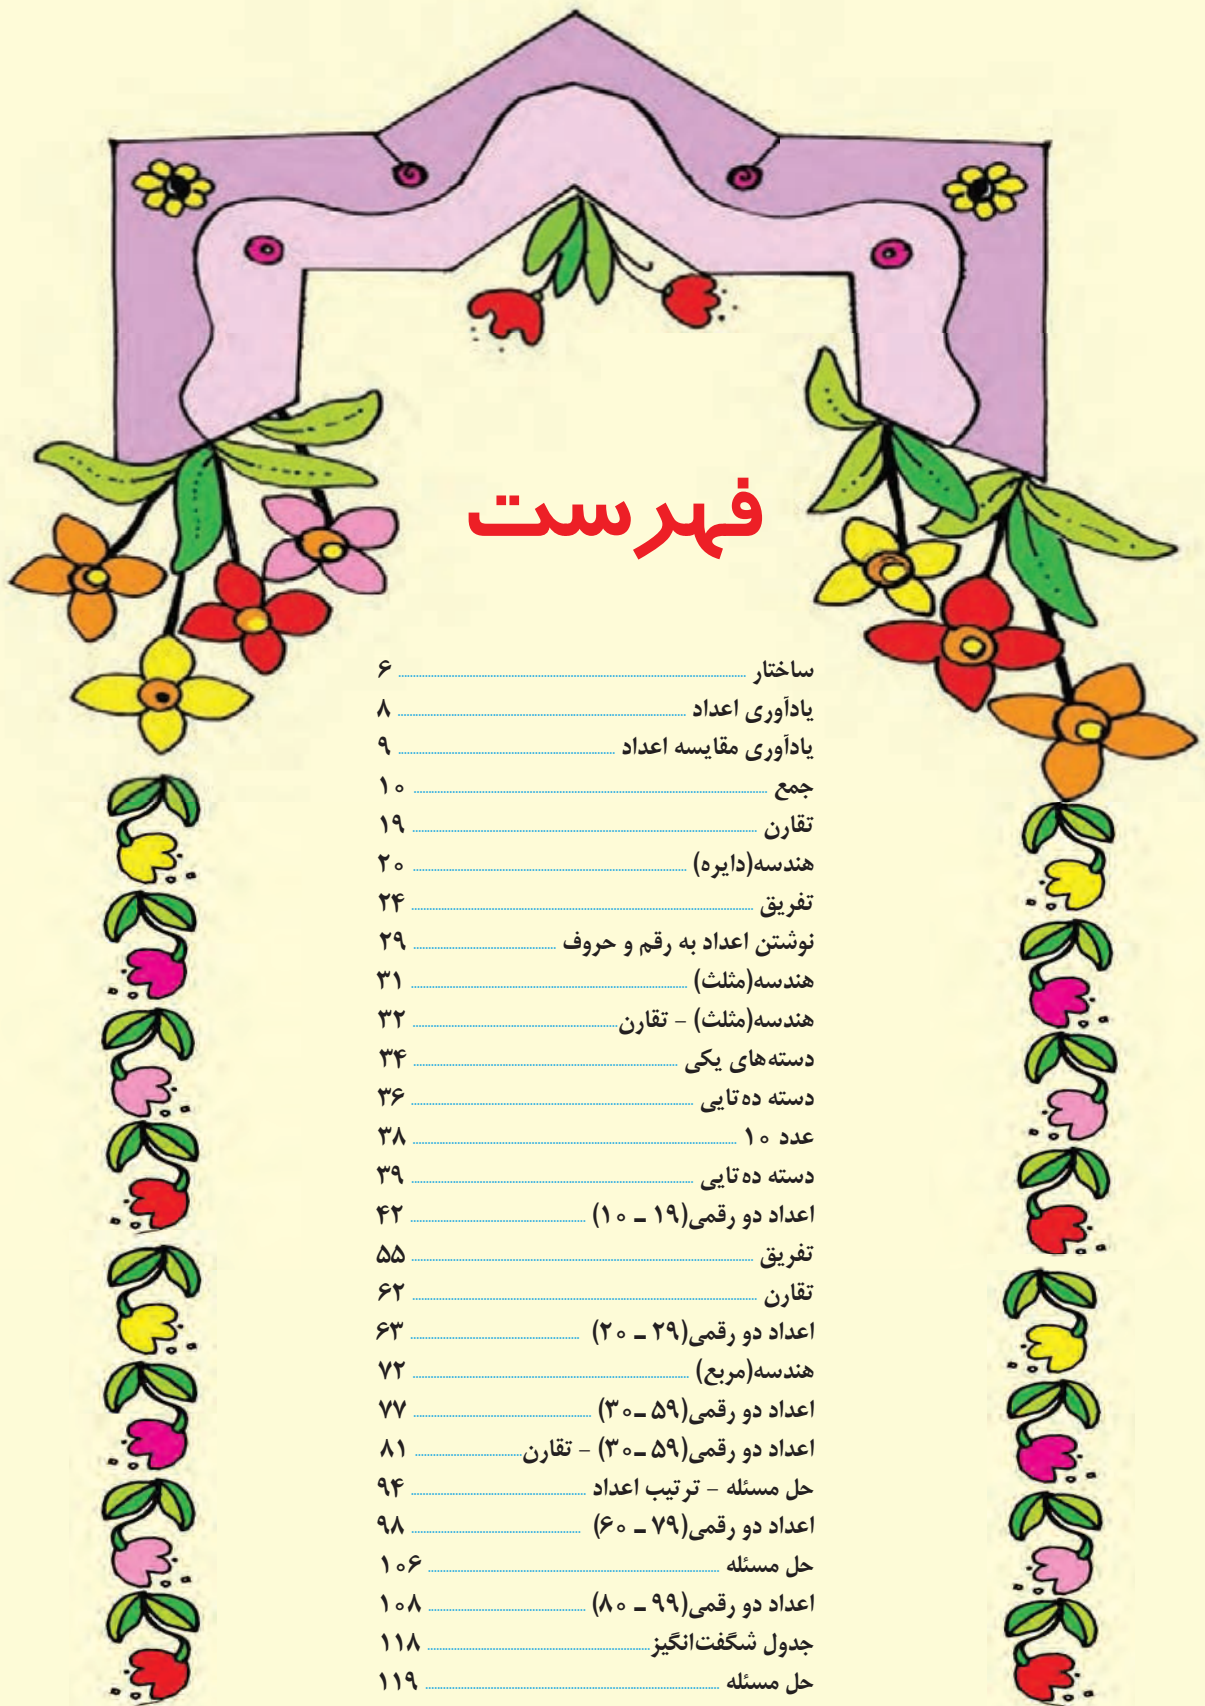 فهرست
ساختار ۶
یادآوری اعداد ۸
یادآوری مقایسه اعداد ۹
جمع ۱۰
تقارن ۱۹
هندسه(دایره) ۲۰
تفریق ۲۴
نوشتن اعداد به رقم و حروف ۲۹
هندسه(مثلث) ۳۱
هندسه(مثلث) - تقارن ۳۲
دسته‌های یکی ۳۴
دسته ده‌تایی ۳۶
عدد ۱۰ ۳۸
دسته ده‌تایی ۳۹
اعداد دو رقمی(۱۹ ـ ۱۰) ۴۲
تفریق ۵۵
تقارن ۶۲
اعداد دو رقمی(۲۹ ـ ۲۰) ۶۳
هندسه(مربع) ۷۲
اعداد دو رقمی(۵۹ ـ ۳۰) ۷۷
اعداد دو رقمی(۵۹ ـ ۳۰) - تقارن ۸۱
حل مسئله - ترتیب اعداد ۹۴
اعداد دو رقمی(۷۹ ـ ۶۰) ۹۸
حل مسئله ۱۰۶
اعداد دو رقمی(۹۹ ـ ۸۰) ۱۰۸
جدول شگفت‌انگیز ۱۱۸
حل مسئله ۱۱۹